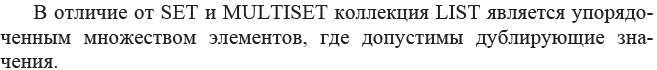 В отличие от SET и MULTISET коллекция LIST является упорядо-
ченным множеством элементов, где допустимы дублирующие зна-
чения.